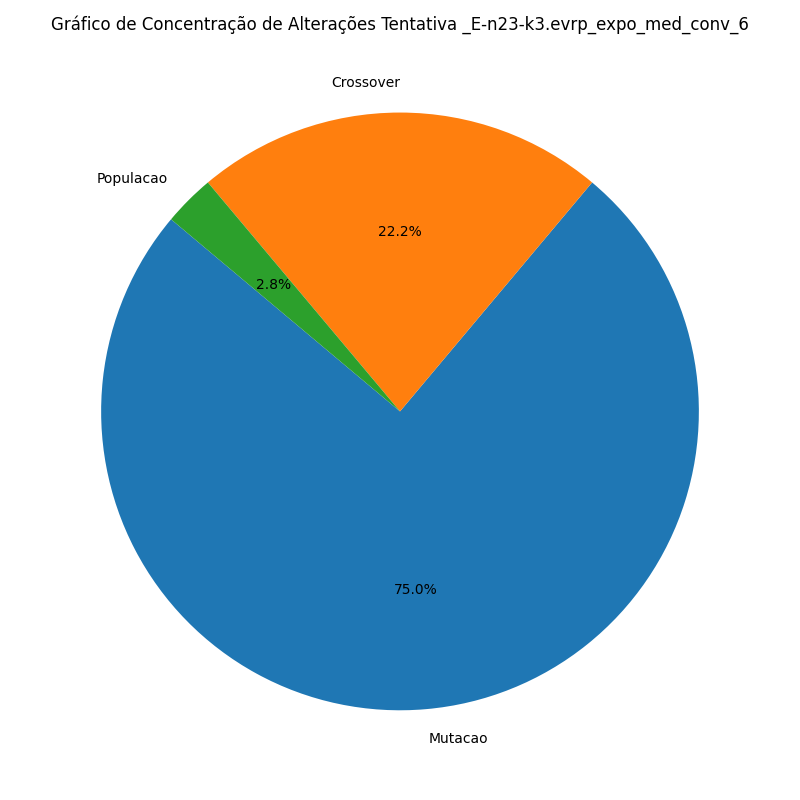 Gráfico de Concentração de Alterações Tentativa _E-n23-k3.evrp_expo_med_conv_6
Crossover
Populacao
22.2%
2.8%
75.0%
Mutacao